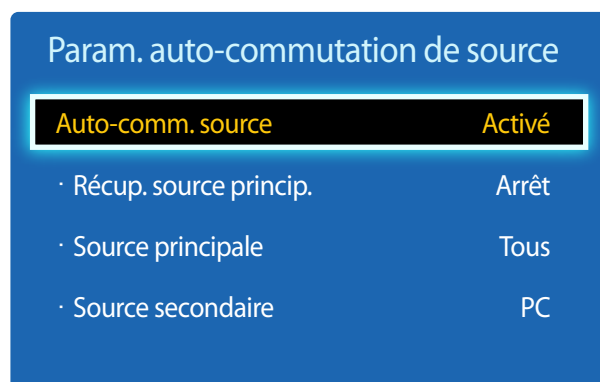 Param. auto-commutation de source
Auto-comm. source Activé
· Récup. source princip. Arrêt
· Source principale Tous
· Source secondaire PC